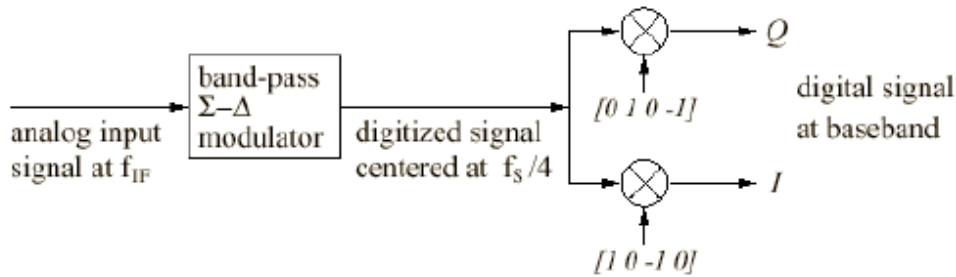 analog input
signal at f_IF
band-pass
Σ–Δ
modulator
digitized signal
centered at f_S/4
[0 1 0 -1]
Q
[1 0 -1 0]
I
digital signal
at baseband